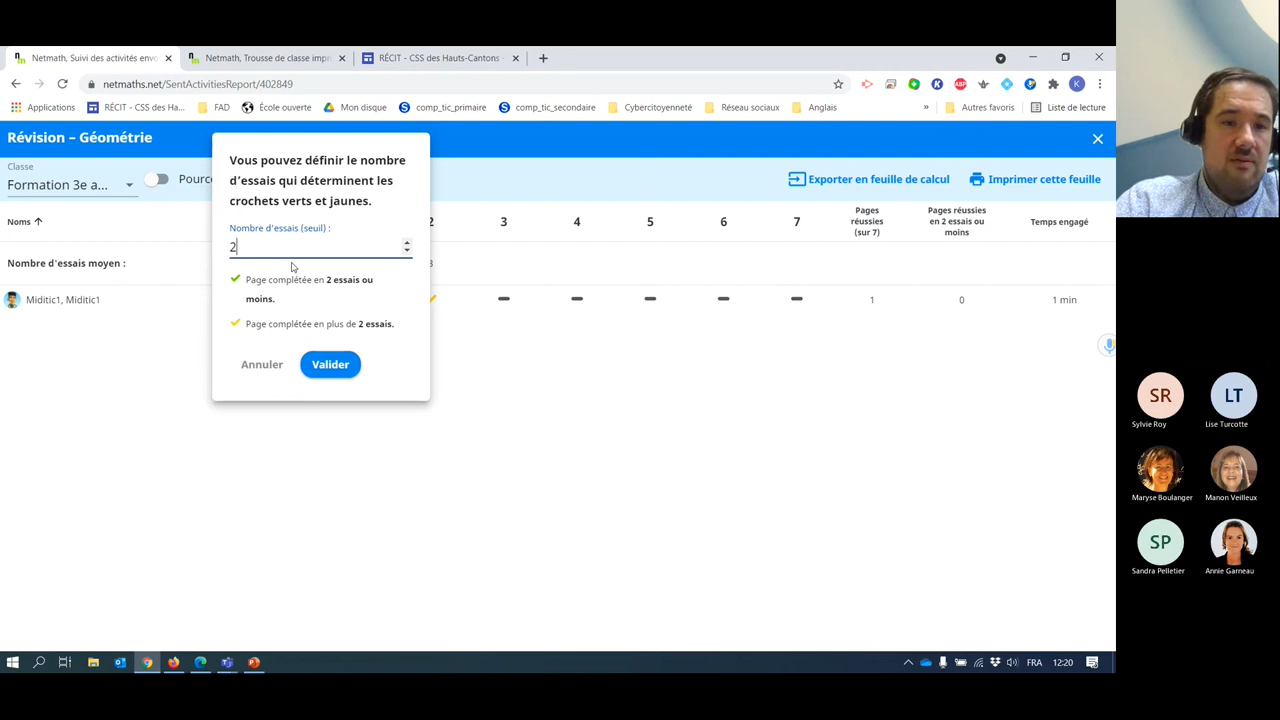 Netmath, Suivi des activités envo
Netmath, Trousse de classe impr
RÉCIT - CSS des Hauts-Cantons
netmaths.net/SentActivitiesReport/402849
Applications
RÉCIT - CSS des Ha...
FAD
École ouverte
Mon disque
comp_tic_primaire
comp_tic_secondaire
Cybercitoyenneté
Réseau sociaux
Anglais
»
Autres favoris
Liste de lecture
Révision – Géométrie
Classe
Formation 3e a...
Pource
Exporter en feuille de calcul
Imprimer cette feuille
Noms
2
3
4
5
6
7
Pages réussies (sur 7)
Pages réussies en 2 essais ou moins
Temps engagé
Nombre d'essais moyen :
3
Miditic1, Miditic1
1
0
1 min
Vous pouvez définir le nombre
d'essais qui déterminent les
crochets verts et jaunes.
Nombre d'essais (seuil) :
2
Page complétée en 2 essais ou
moins.
Page complétée en plus de 2 essais.
Annuler
Valider
SR
Sylvie Roy
LT
Lise Turcotte
Maryse Boulanger
Manon Veilleux
SP
Sandra Pelletier
Annie Garneau
FRA
12:20